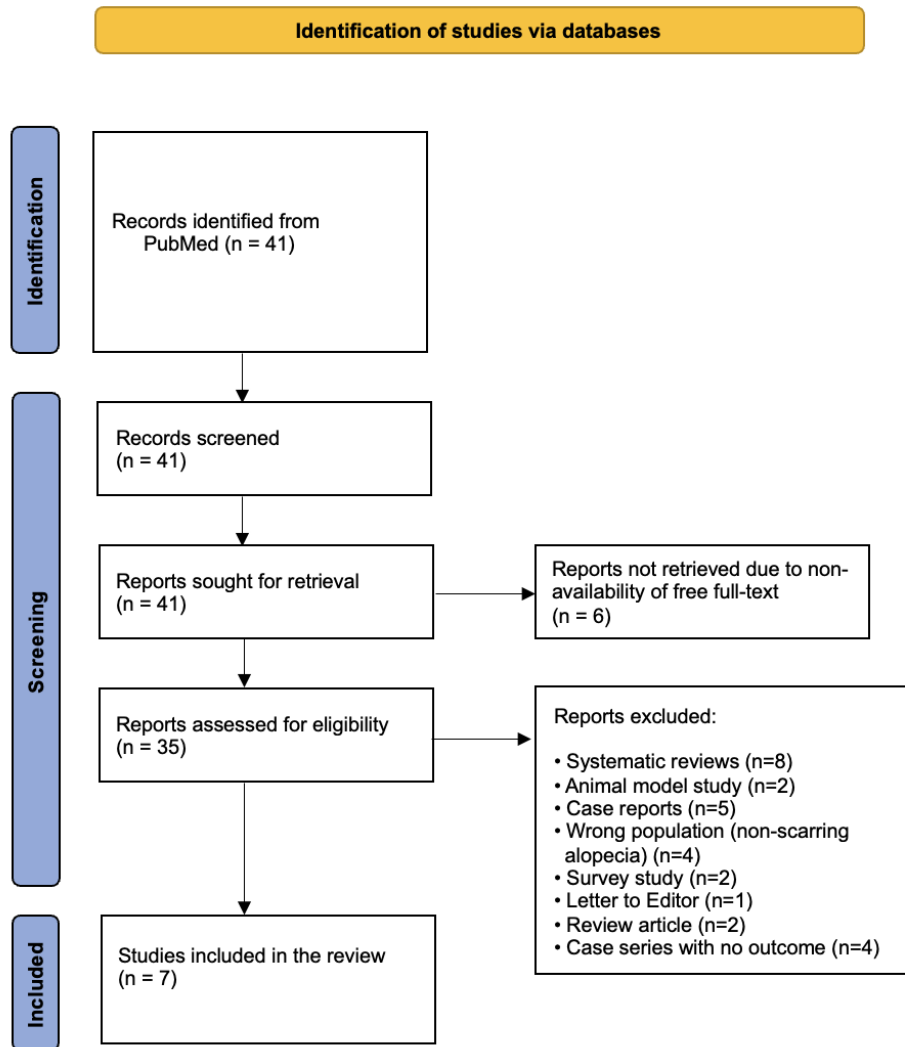 Identification of studies via databases
Identification
Records identified from
PubMed (n = 41)
Screening
Records screened
(n = 41)
Reports sought for retrieval
(n = 41)
Reports not retrieved due to non-
availability of free full-text
(n = 6)
Reports assessed for eligibility
(n = 35)
Reports excluded:
• Systematic reviews (n=8)
• Animal model study (n=2)
• Case reports (n=5)
• Wrong population (non-scarring
alopecia) (n=4)
• Survey study (n=2)
• Letter to Editor (n=1)
• Review article (n=2)
• Case series with no outcome (n=4)
Included
Studies included in the review
(n = 7)